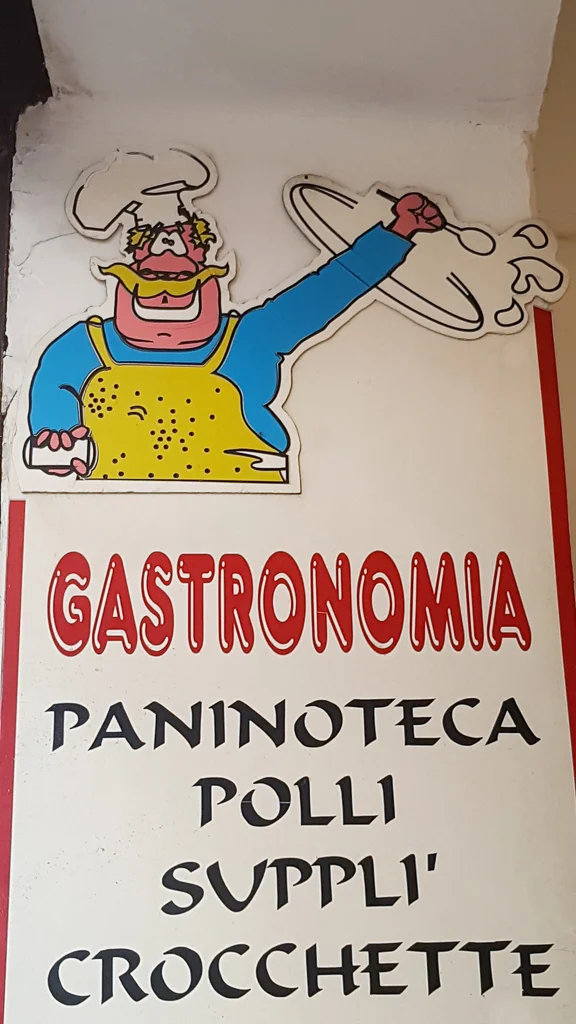 GASTRONOMIA
PANINOTECA
POLLI
SUPPLI'
CROCCHETTE